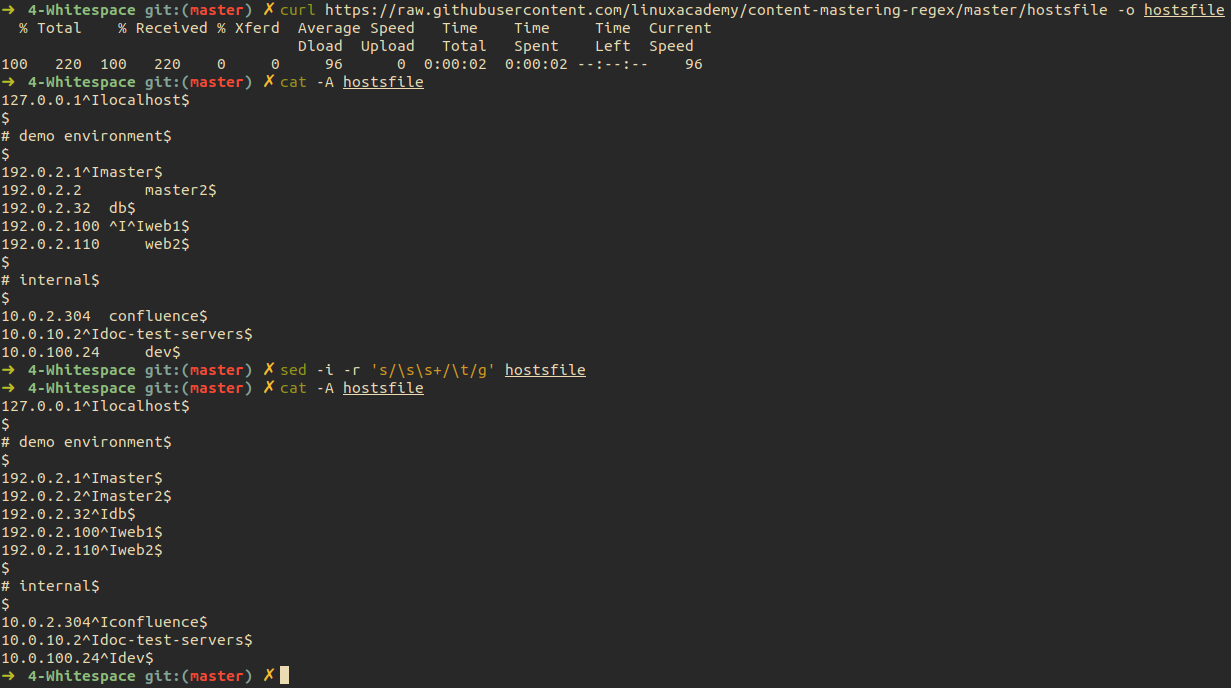 ➜  4-Whitespace git:(master) ✗ curl https://raw.githubusercontent.com/linuxacademy/content-mastering-regex/master/hostsfile -o hostsfile
  % Total    % Received % Xferd  Average Speed   Time    Time     Time  Current
                                 Dload  Upload   Total   Spent    Left  Speed
100   220  100   220    0     0     96      0  0:00:02  0:00:02 --:--:--    96
➜  4-Whitespace git:(master) ✗ cat -A hostsfile
127.0.0.1^Ilocalhost$
$
# demo environment$
$
192.0.2.1^Imaster$
192.0.2.2       master2$
192.0.2.32  db$
192.0.2.100 ^I^Iweb1$
192.0.2.110     web2$
$
# internal$
$
10.0.2.304  confluence$
10.0.10.2^Idoc-test-servers$
10.0.100.24     dev$
➜  4-Whitespace git:(master) ✗ sed -i -r 's/\s\s+/\t/g' hostsfile
➜  4-Whitespace git:(master) ✗ cat -A hostsfile
127.0.0.1^Ilocalhost$
$
# demo environment$
$
192.0.2.1^Imaster$
192.0.2.2^Imaster2$
192.0.2.32^Idb$
192.0.2.100^Iweb1$
192.0.2.110^Iweb2$
$
# internal$
$
10.0.2.304^Iconfluence$
10.0.10.2^Idoc-test-servers$
10.0.100.24^Idev$
➜  4-Whitespace git:(master) ✗